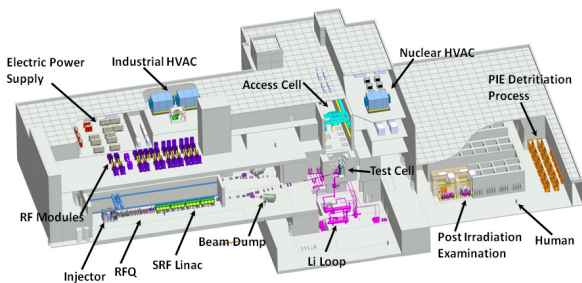 Industrial HVAC
Nuclear HVAC
Electric Power
Supply
Access Cell
PIE Detritiation
Process
Test Cell
RF Modules
Beam Dump
Post Irradiation
Examination
Human
Injector
RFQ
SRF Linac
Li Loop